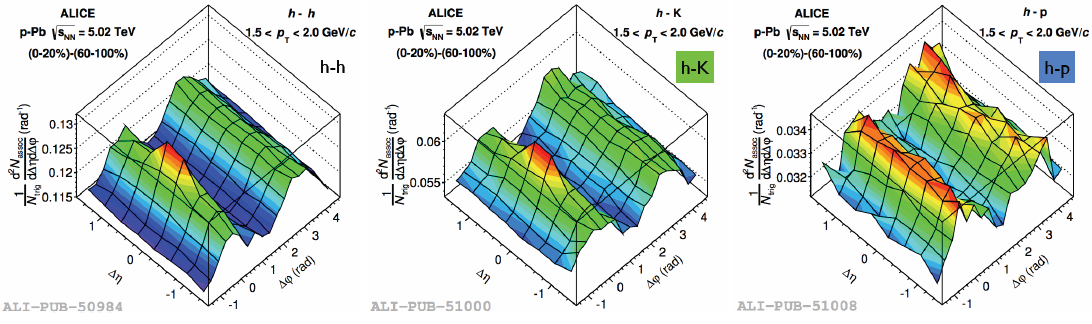 ALICE
h - h
p-Pb √sNN = 5.02 TeV
1.5 < pT < 2.0 GeV/c
(0-20%)-(60-100%)
h-h
0.13
0.125
0.12
0.115
1/Ntrig d²Nassoc/dΔηdΔφ (rad⁻¹)
1
0
-1
Δη
-1
0
1
2
3
4
Δφ (rad)
ALI-PUB-50984
ALICE
h - K
p-Pb √sNN = 5.02 TeV
1.5 < pT < 2.0 GeV/c
(0-20%)-(60-100%)
h-K
0.06
0.055
1/Ntrig d²Nassoc/dΔηdΔφ (rad⁻¹)
1
0
-1
Δη
-1
0
1
2
3
4
Δφ (rad)
ALI-PUB-51000
ALICE
h - p
p-Pb √sNN = 5.02 TeV
1.5 < pT < 2.0 GeV/c
(0-20%)-(60-100%)
h-p
0.034
0.033
0.032
1/Ntrig d²Nassoc/dΔηdΔφ (rad⁻¹)
1
0
-1
Δη
-1
0
1
2
3
4
Δφ (rad)
ALI-PUB-51008